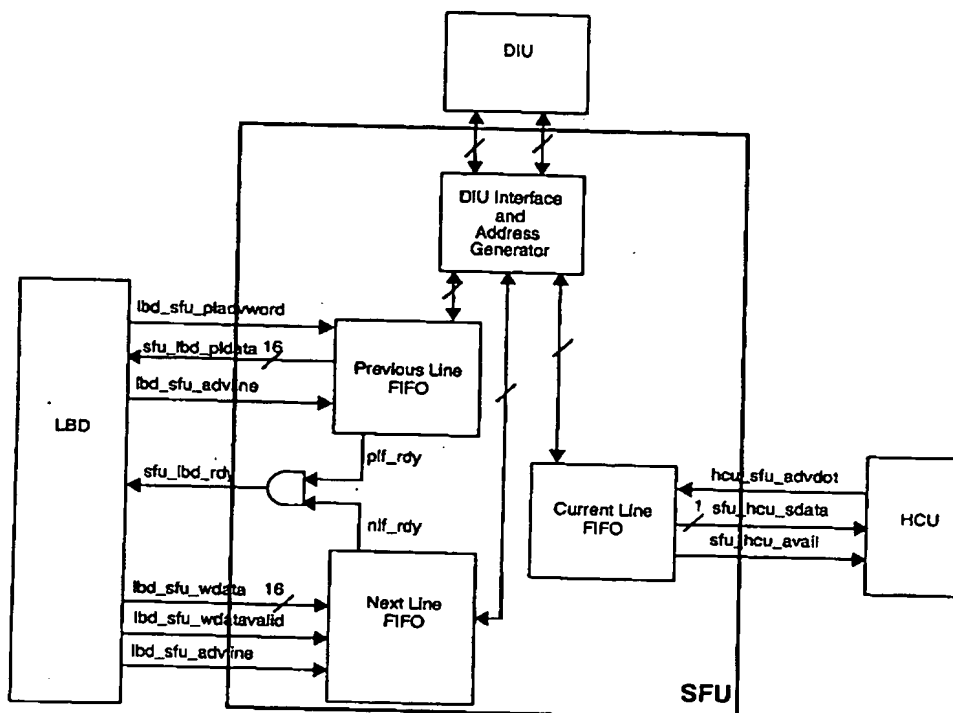 DIU
DIU Interface
and
Address
Generator
lbd_sfu_pladvword
sfu_lbd_pldata 16
lbd_sfu_advline
Previous Line
FIFO
LBD
plf_rdy
sfu_lbd_rdy
nlf_rdy
hcu_sfu_advdot
1 sfu_hcu_sdata
sfu_hcu_avail
Current Line
FIFO
HCU
lbd_sfu_wdata 16
lbd_sfu_wdatavalid
lbd_sfu_advline
Next Line
FIFO
SFU